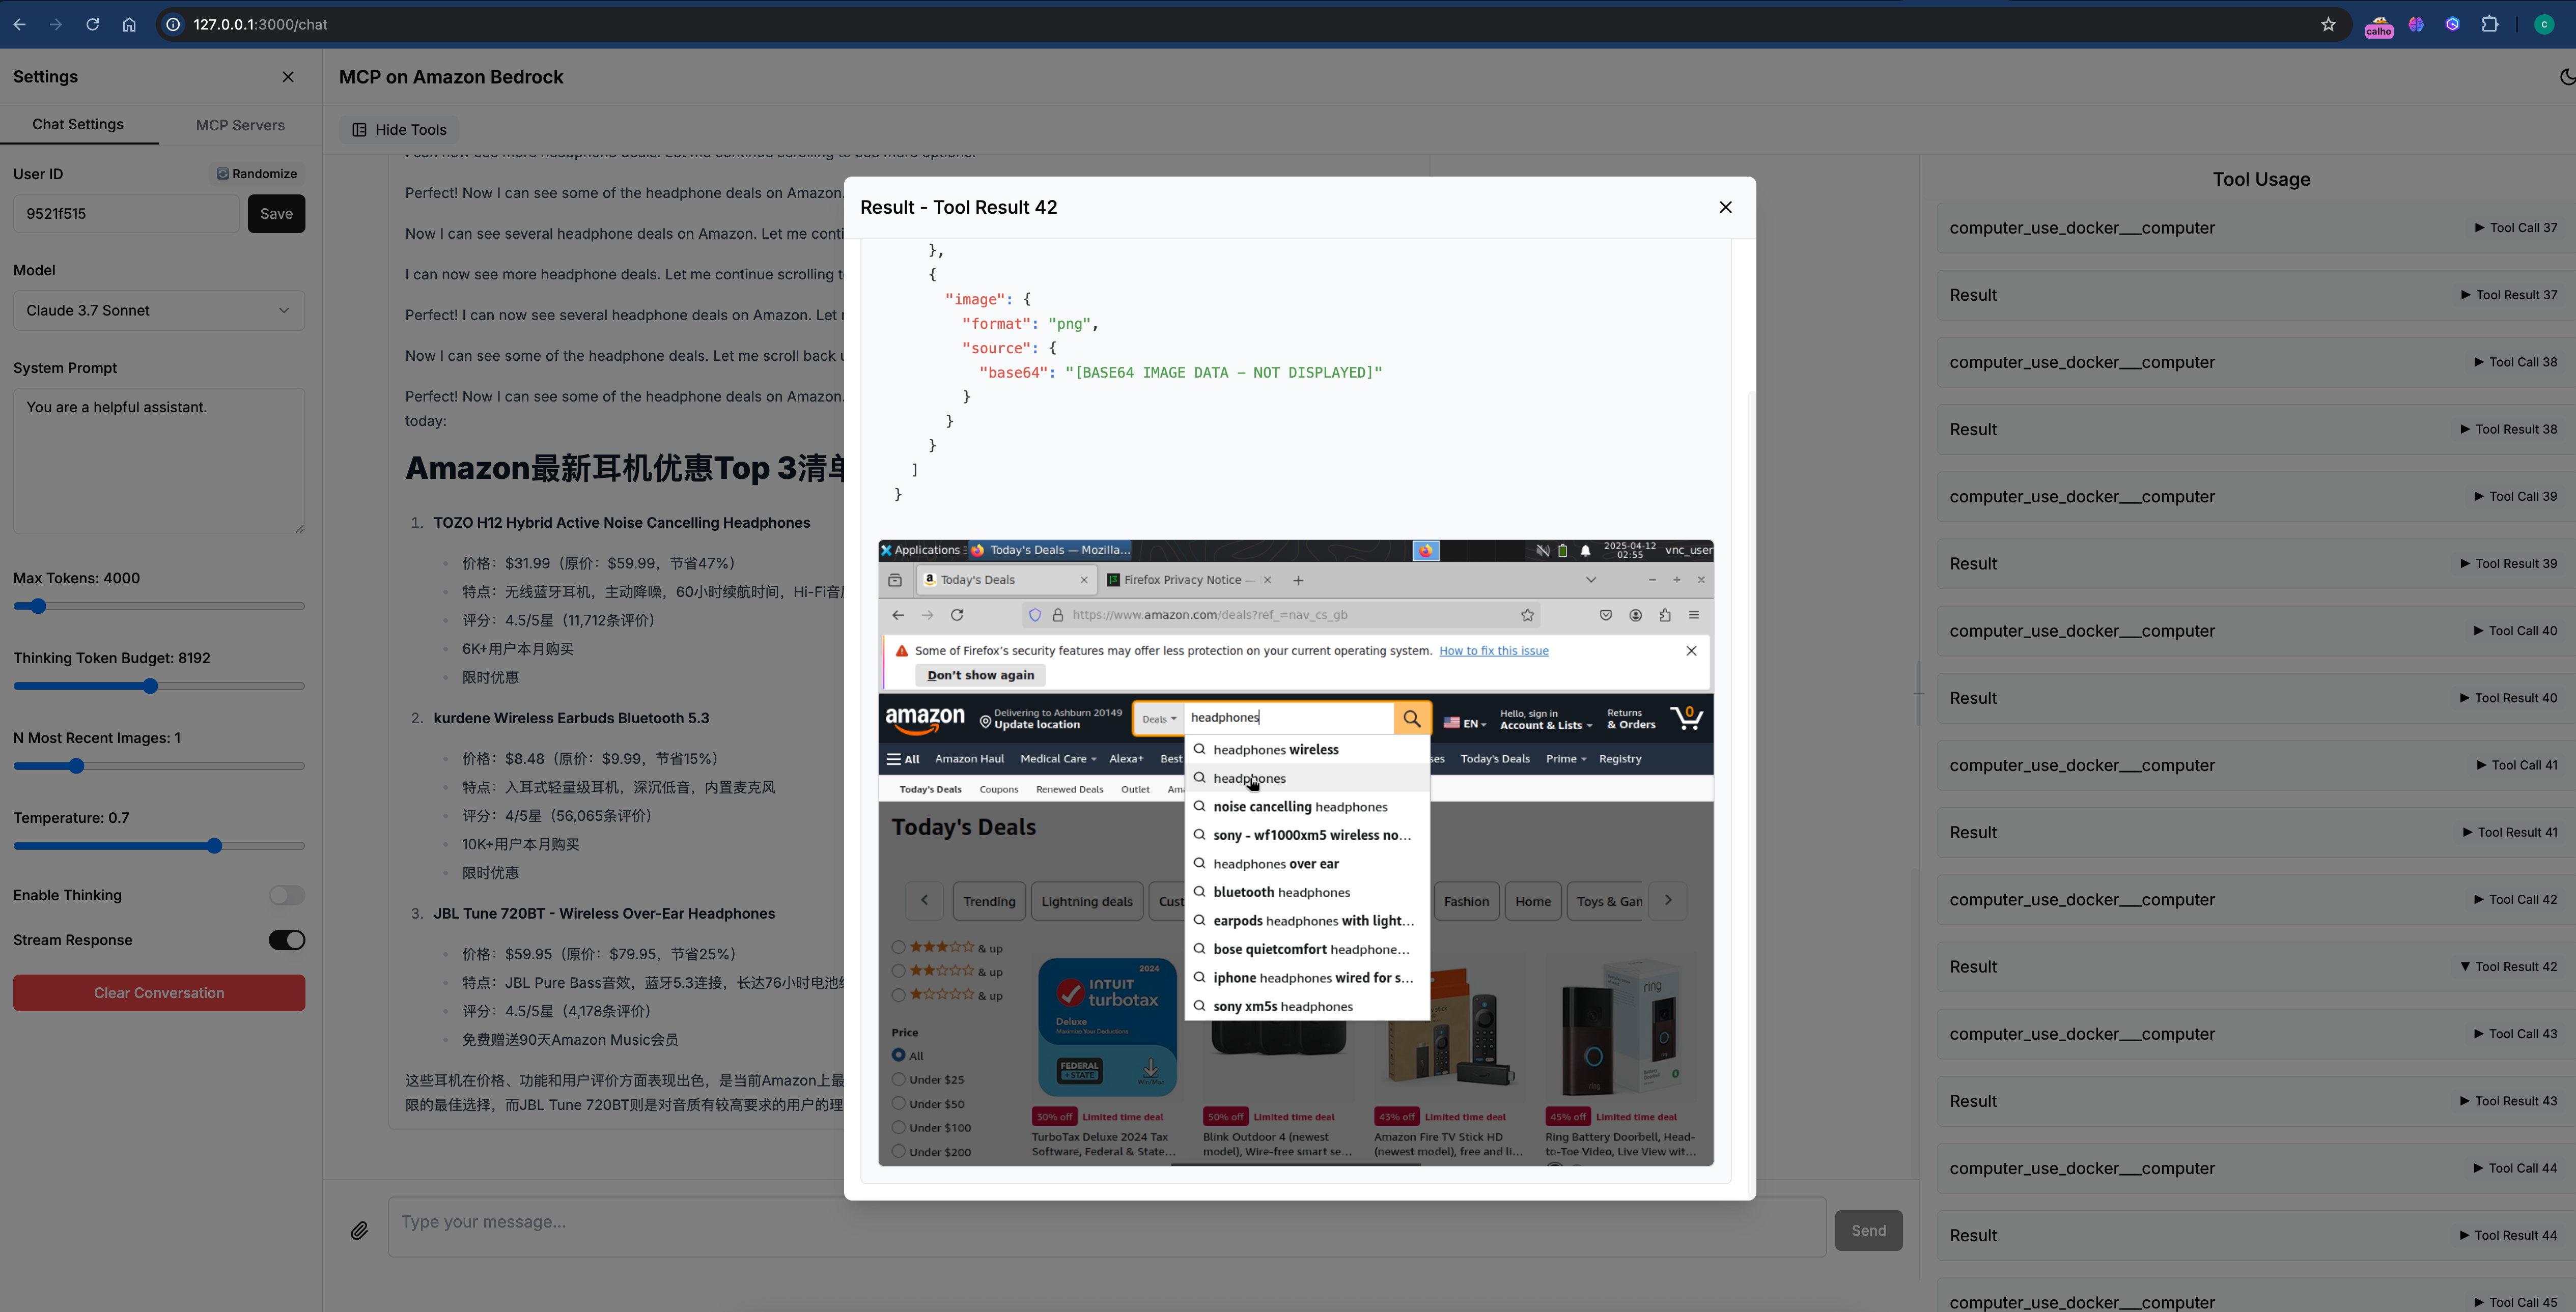 127.0.0.1:3000/chat
calho
c
Settings
MCP on Amazon Bedrock
Chat Settings
MCP Servers
Hide Tools
User ID
Randomize
9521f515
Save
Model
Claude 3.7 Sonnet
System Prompt
You are a helpful assistant.
Max Tokens: 4000
Thinking Token Budget: 8192
N Most Recent Images: 1
Temperature: 0.7
Enable Thinking
Stream Response
Clear Conversation
I can now see more headphone deals. Let me continue scrolling to see more options.
Perfect! Now I can see some of the headphone deals on Amazon.
Now I can see several headphone deals on Amazon. Let me conti
I can now see more headphone deals. Let me continue scrolling t
Perfect! I can now see several headphone deals on Amazon. Let
Now I can see some of the headphone deals. Let me scroll back
Perfect! Now I can see some of the headphone deals on Amazon.
today:
Amazon最新耳机优惠Top 3清单
1. TOZO H12 Hybrid Active Noise Cancelling Headphones
价格：$31.99（原价：$59.99，节省47%）
特点：无线蓝牙耳机，主动降噪，60小时续航时间，Hi-Fi音
评分：4.5/5星（11,712条评价）
6K+用户本月购买
限时优惠
2. kurdene Wireless Earbuds Bluetooth 5.3
价格：$8.48（原价：$9.99，节省15%）
特点：入耳式轻量级耳机，深沉低音，内置麦克风
评分：4/5星（56,065条评价）
10K+用户本月购买
限时优惠
3. JBL Tune 720BT - Wireless Over-Ear Headphones
价格：$59.95（原价：$79.95，节省25%）
特点：JBL Pure Bass音效，蓝牙5.3连接，长达76小时电池
评分：4.5/5星（4,178条评价）
免费赠送90天Amazon Music会员
这些耳机在价格、功能和用户评价方面表现出色，是当前Amazon上最
限的最佳选择，而JBL Tune 720BT则是对音质有较高要求的用户的理
Type your message...
Send
Result - Tool Result 42
},
{
"image": {
"format": "png",
"source": {
"base64": "[BASE64 IMAGE DATA – NOT DISPLAYED]"
}
}
}
]
}
Applications
Today's Deals — Mozilla...
2025-04-12
02:55
vnc_user
Today's Deals
Firefox Privacy Notice —
https://www.amazon.com/deals?ref_=nav_cs_gb
Some of Firefox's security features may offer less protection on your current operating system. How to fix this issue
Don't show again
amazon
Delivering to Ashburn 20149
Update location
Deals
headphones
EN
Hello, sign in
Account & Lists
Returns
& Orders
0
All
Amazon Haul
Medical Care
Alexa+
Best
ses
Today's Deals
Prime
Registry
Today's Deals
Coupons
Renewed Deals
Outlet
Am
headphones wireless
headphones
noise cancelling headphones
sony - wf1000xm5 wireless no...
headphones over ear
bluetooth headphones
earpods headphones with light...
bose quietcomfort headphone...
iphone headphones wired for s...
sony xm5s headphones
Today's Deals
Trending
Lightning deals
Cust
Fashion
Home
Toys & Gan
& up
& up
& up
Price
All
Under $25
Under $50
Under $100
Under $200
2024
INTUIT
turbotax
Deluxe
Maximize Your Deductions
FEDERAL
+STATE
Win/Mac
ring
ring
30% off Limited time deal
TurboTax Deluxe 2024 Tax
Software, Federal & State...
50% off Limited time deal
Blink Outdoor 4 (newest
model), Wire-free smart se...
43% off Limited time deal
Amazon Fire TV Stick HD
(newest model), free and li...
45% off Limited time deal
Ring Battery Doorbell, Head-
to-Toe Video, Live View wit...
Tool Usage
computer_use_docker___computer
Tool Call 37
Result
Tool Result 37
computer_use_docker___computer
Tool Call 38
Result
Tool Result 38
computer_use_docker___computer
Tool Call 39
Result
Tool Result 39
computer_use_docker___computer
Tool Call 40
Result
Tool Result 40
computer_use_docker___computer
Tool Call 41
Result
Tool Result 41
computer_use_docker___computer
Tool Call 42
Result
Tool Result 42
computer_use_docker___computer
Tool Call 43
Result
Tool Result 43
computer_use_docker___computer
Tool Call 44
Result
Tool Result 44
computer_use_docker___computer
Tool Call 45